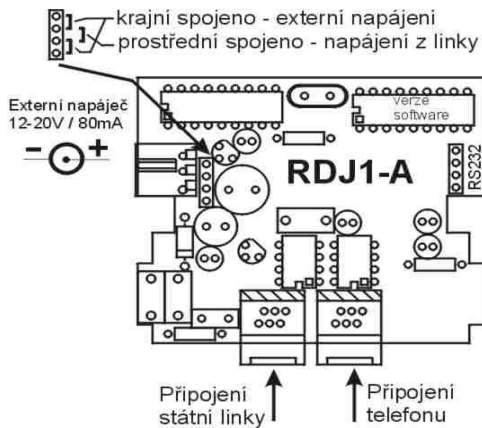 krajní spojeno - externí napájení
prostřední spojeno - napájení z linky
Externí napáječ
12-20V / 80mA
- +
verze
software
RDJ1-A
RS232
Připojení
státní linky
Připojení
telefonu